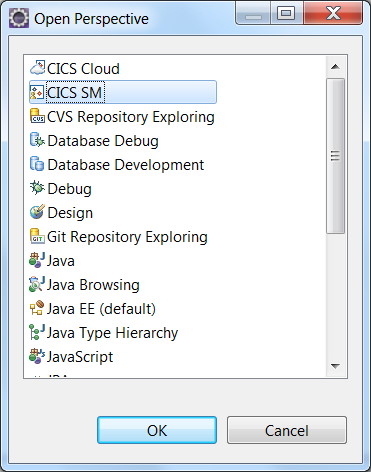 Open Perspective
CICS Cloud
CICS SM
CVS Repository Exploring
Database Debug
Database Development
Debug
Design
Git Repository Exploring
Java
Java Browsing
Java EE (default)
Java Type Hierarchy
JavaScript
OK
Cancel